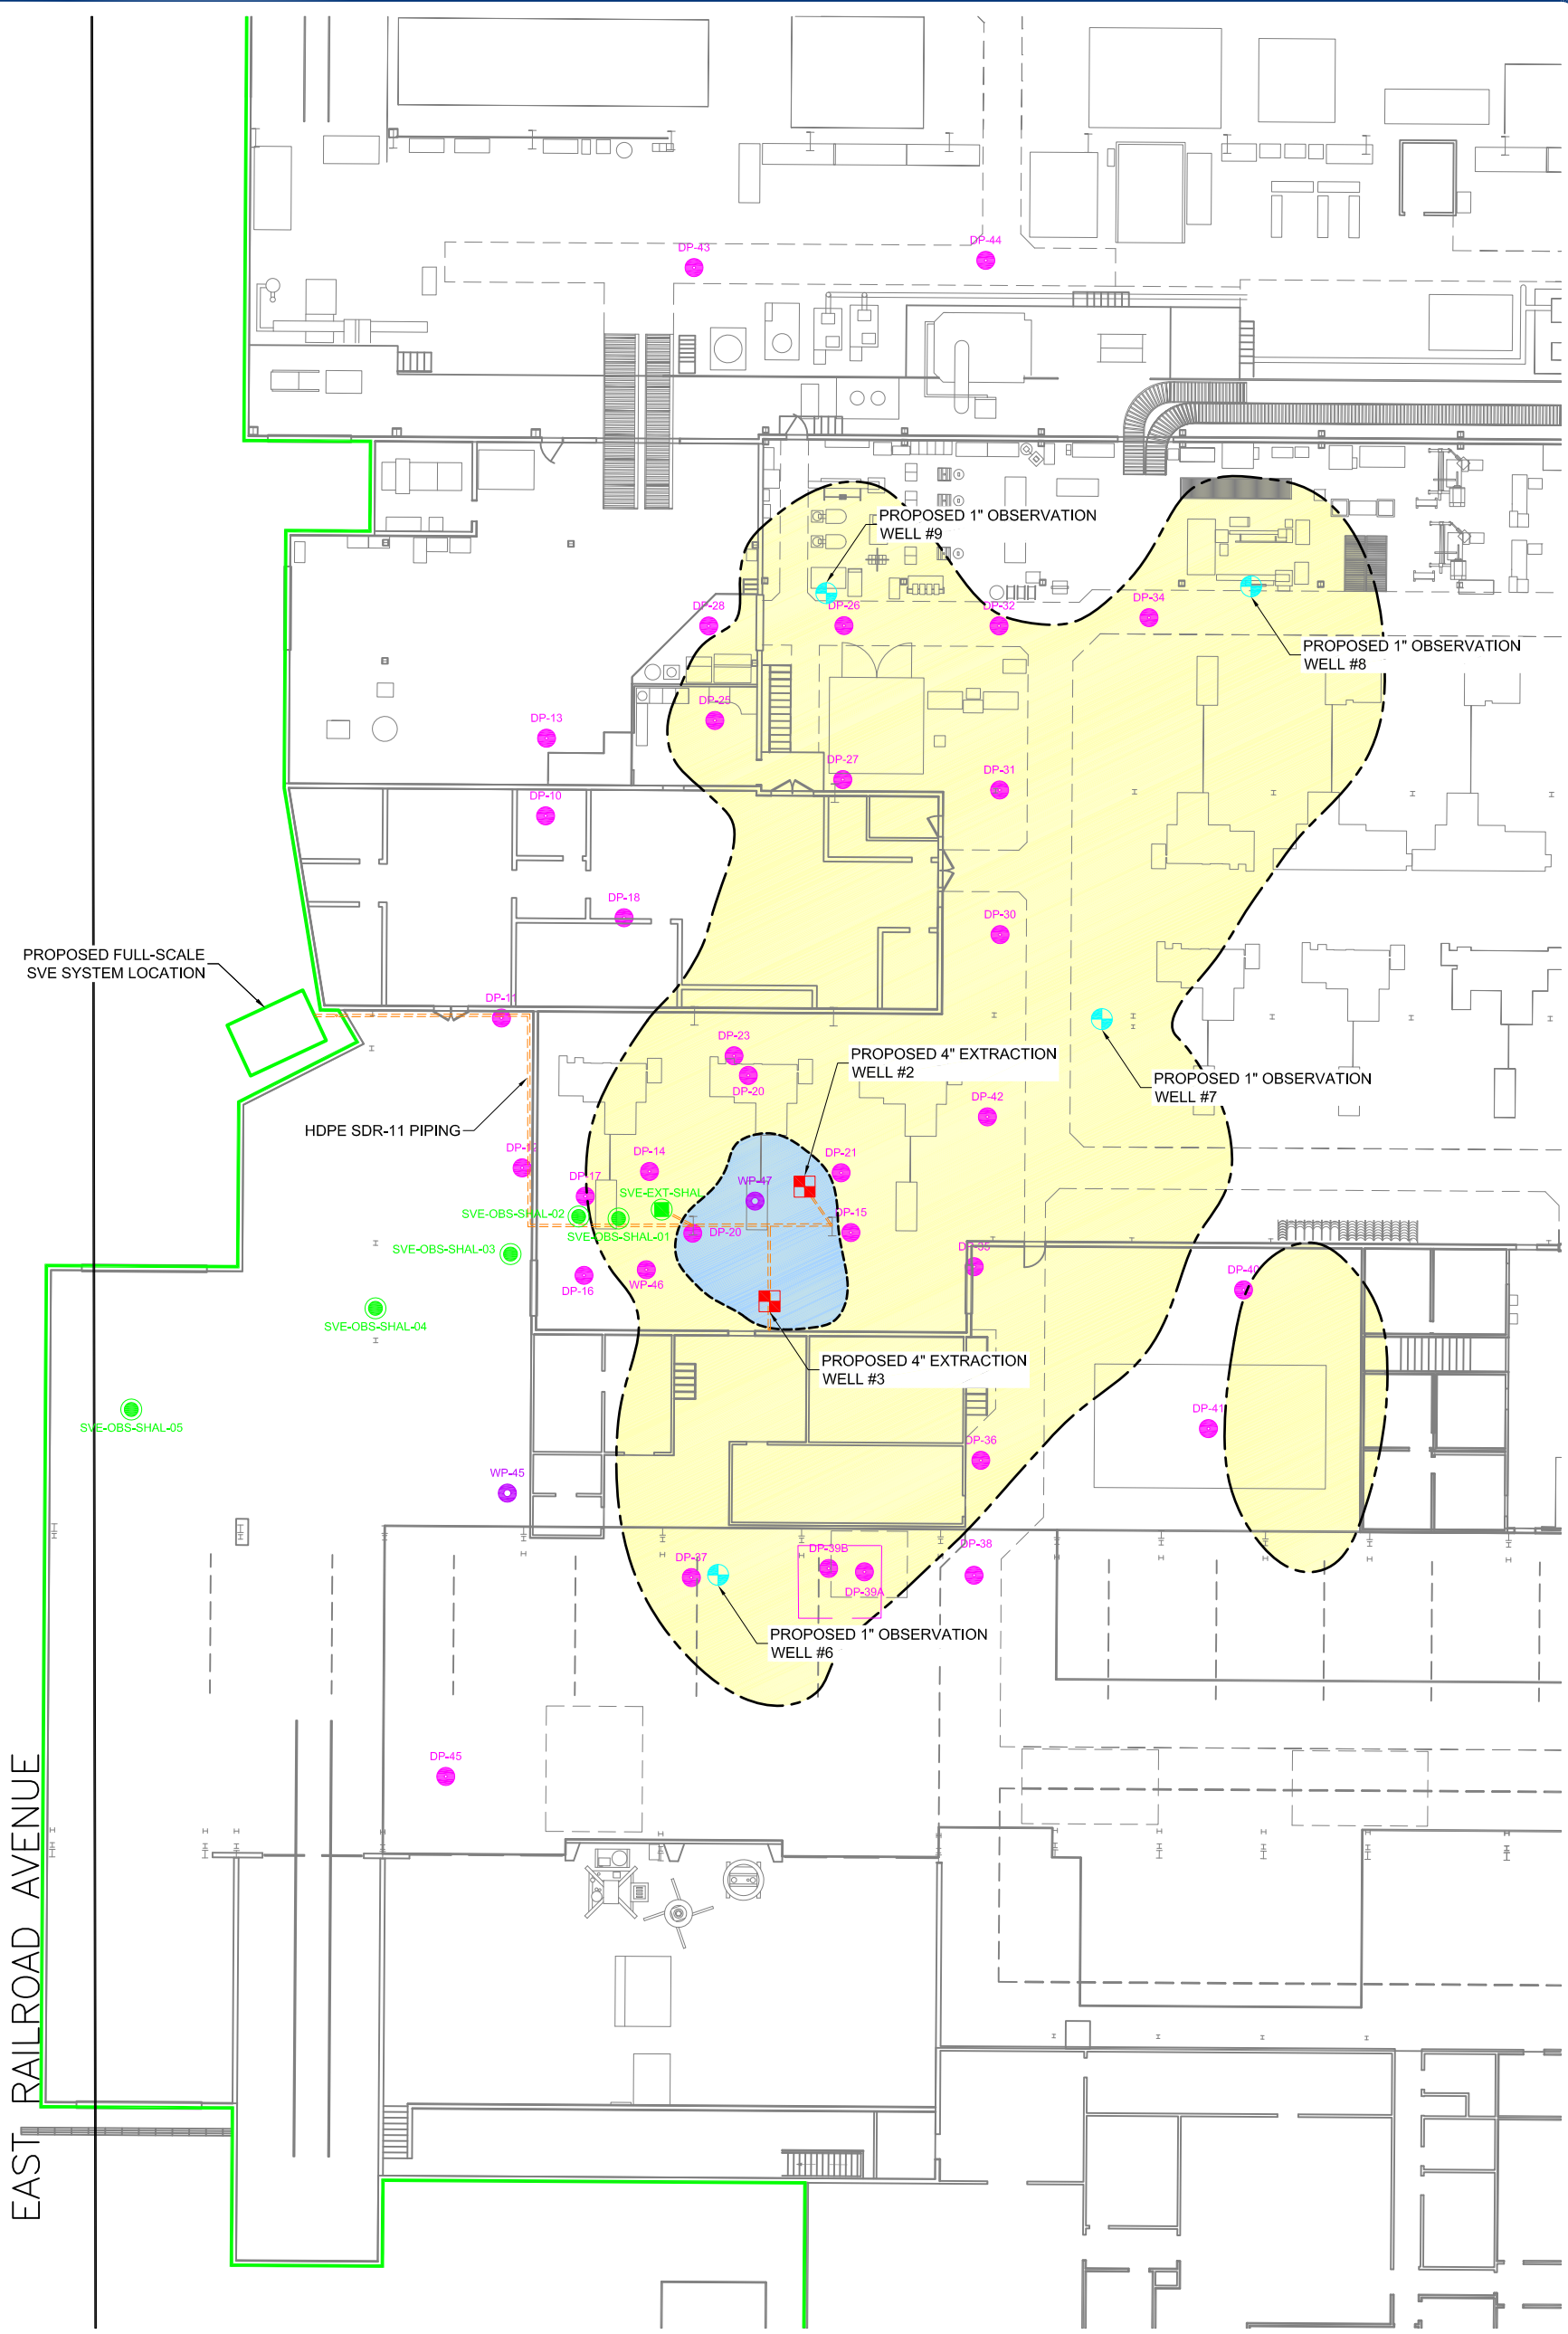 DP-43
DP-44
PROPOSED 1" OBSERVATION
WELL #9
DP-28
DP-26
DP-32
DP-34
PROPOSED 1" OBSERVATION
WELL #8
DP-25
DP-13
DP-27
DP-31
DP-10
DP-18
DP-30
PROPOSED FULL-SCALE
SVE SYSTEM LOCATION
DP-11
DP-23
PROPOSED 4" EXTRACTION
WELL #2
DP-20
PROPOSED 1" OBSERVATION
WELL #7
DP-42
HDPE SDR-11 PIPING
DP-14
DP-21
DP-17
WP-47
SVE-EXT-SHAL
SVE-OBS-SHAL-02
SVE-OBS-SHAL-01
DP-20
DP-15
SVE-OBS-SHAL-03
DP-35
DP-16
WP-46
DP-40
SVE-OBS-SHAL-04
PROPOSED 4" EXTRACTION
WELL #3
SVE-OBS-SHAL-05
DP-41
DP-36
WP-45
DP-37
DP-39B
DP-38
DP-39A
PROPOSED 1" OBSERVATION
WELL #6
DP-45
EAST RAILROAD AVENUE